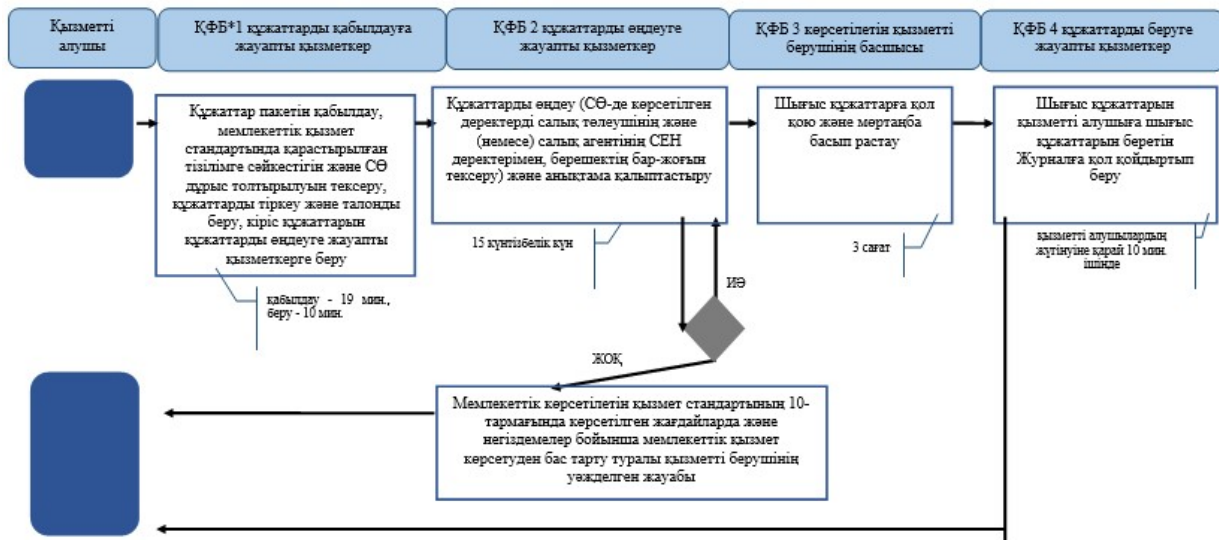 Қызметті
алушы
ҚФБ*1 құжаттарды қабылдауға
жауапты қызметкер
ҚФБ 2 құжаттарды өңдеуге
жауапты қызметкер
ҚФБ 3 көрсетілетін қызметті
берушінің басшысы
ҚФБ 4 құжаттарды беруге
жауапты қызметкер
Құжаттар пакетін қабылдау,
мемлекеттік қызмет
стандартында қарастырылған
тізілімге сәйкестігін және СӨ
дұрыс толтырылуын тексеру,
құжаттарды тіркеу және талонды
беру, кіріс құжаттарын
құжаттарды өңдеуге жауапты
қызметкерге беру
қабылдау - 19 мин.,
беру - 10 мин.
Құжаттарды өңдеу (СӨ-де көрсетілген
деректерді салық төлеушінің және
(немесе) салық агентінің СЕН
деректерімен, берешектің бар-жоғын
тексеру) және анықтама қалыптастыру
15 күнтізбелік күн
Шығыс құжаттарға қол
қою және мөртаңба
басып растау
3 сағат
Шығыс құжаттарын
қызметті алушыға шығыс
құжаттарын беретін
Журналға қол қойдыртып
беру
қызметті алушылардың
жүгінуіне қарай 10 мин.
ішінде
ИӘ
ЖОҚ
Мемлекеттік көрсетілетін қызмет стандартының 10-
тармағында көрсетілген жағдайларда және
негіздемелер бойынша мемлекеттік қызмет
көрсетуден бас тарту туралы қызметті берушінің
уәжделген жауабы